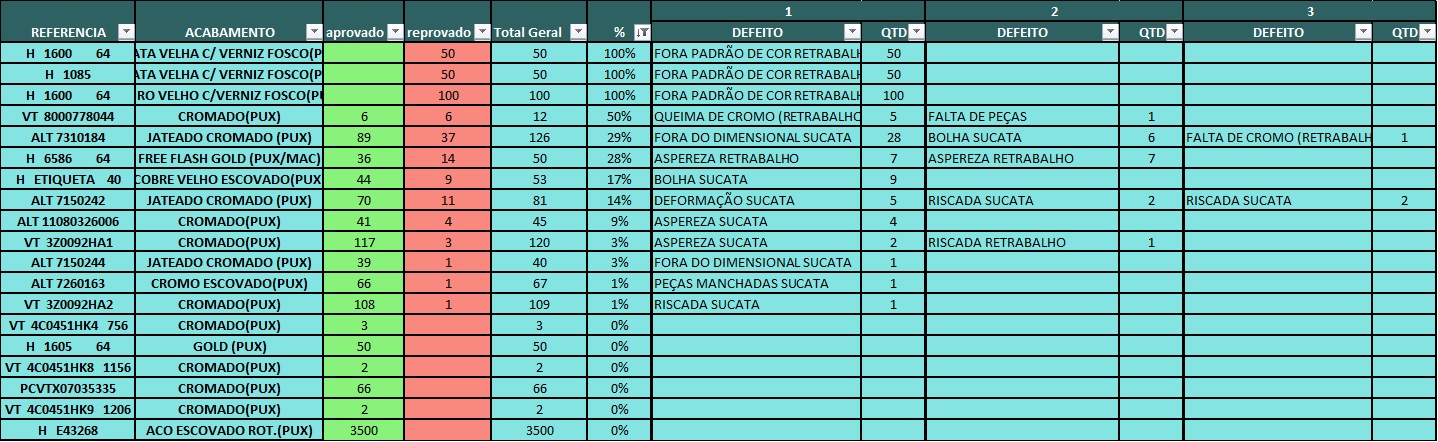 1 2 3
REFERENCIA ACABAMENTO aprovado reprovado Total Geral % DEFEITO QTD DEFEITO QTD DEFEITO QTD
H 1600 64 ATA VELHA C/ VERNIZ FOSCO(P 50 50 100% FORA PADRÃO DE COR RETRABALH 50
H 1085 ATA VELHA C/ VERNIZ FOSCO(P 50 50 100% FORA PADRÃO DE COR RETRABALH 50
H 1600 64 RO VELHO C/VERNIZ FOSCO(PU 100 100 100% FORA PADRÃO DE COR RETRABALH 100
VT 8000778044 CROMADO(PUX) 6 6 12 50% QUEIMA DE CROMO (RETRABALHO 5 FALTA DE PEÇAS 1
ALT 7310184 JATEADO CROMADO (PUX) 89 37 126 29% FORA DO DIMENSIONAL SUCATA 28 BOLHA SUCATA 6 FALTA DE CROMO (RETRABALH 1
H 6586 64 FREE FLASH GOLD (PUX/MAC) 36 14 50 28% ASPEREZA RETRABALHO 7 ASPEREZA RETRABALHO 7
H ETIQUETA 40 COBRE VELHO ESCOVADO(PUX 44 9 53 17% BOLHA SUCATA 9
ALT 7150242 JATEADO CROMADO (PUX) 70 11 81 14% DEFORMAÇÃO SUCATA 5 RISCADA SUCATA 2 RISCADA SUCATA 2
ALT 11080326006 CROMADO(PUX) 41 4 45 9% ASPEREZA SUCATA 4
VT 3Z0092HA1 CROMADO(PUX) 117 3 120 3% ASPEREZA SUCATA 2 RISCADA RETRABALHO 1
ALT 7150244 JATEADO CROMADO (PUX) 39 1 40 3% FORA DO DIMENSIONAL SUCATA 1
ALT 7260163 CROMO ESCOVADO(PUX) 66 1 67 1% PEÇAS MANCHADAS SUCATA 1
VT 3Z0092HA2 CROMADO(PUX) 108 1 109 1% RISCADA SUCATA 1
VT 4C0451HK4 756 CROMADO(PUX) 3 3 0%
H 1605 64 GOLD (PUX) 50 50 0%
VT 4C0451HK8 1156 CROMADO(PUX) 2 2 0%
PCVTX07035335 CROMADO(PUX) 66 66 0%
VT 4C0451HK9 1206 CROMADO(PUX) 2 2 0%
H E43268 ACO ESCOVADO ROT.(PUX) 3500 3500 0%